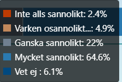 Inte alls sannolikt: 2.4%
Varken osannolikt...: 4.9%
Ganska sannolikt: 22%
Mycket sannolikt: 64.6%
Vet ej : 6.1%